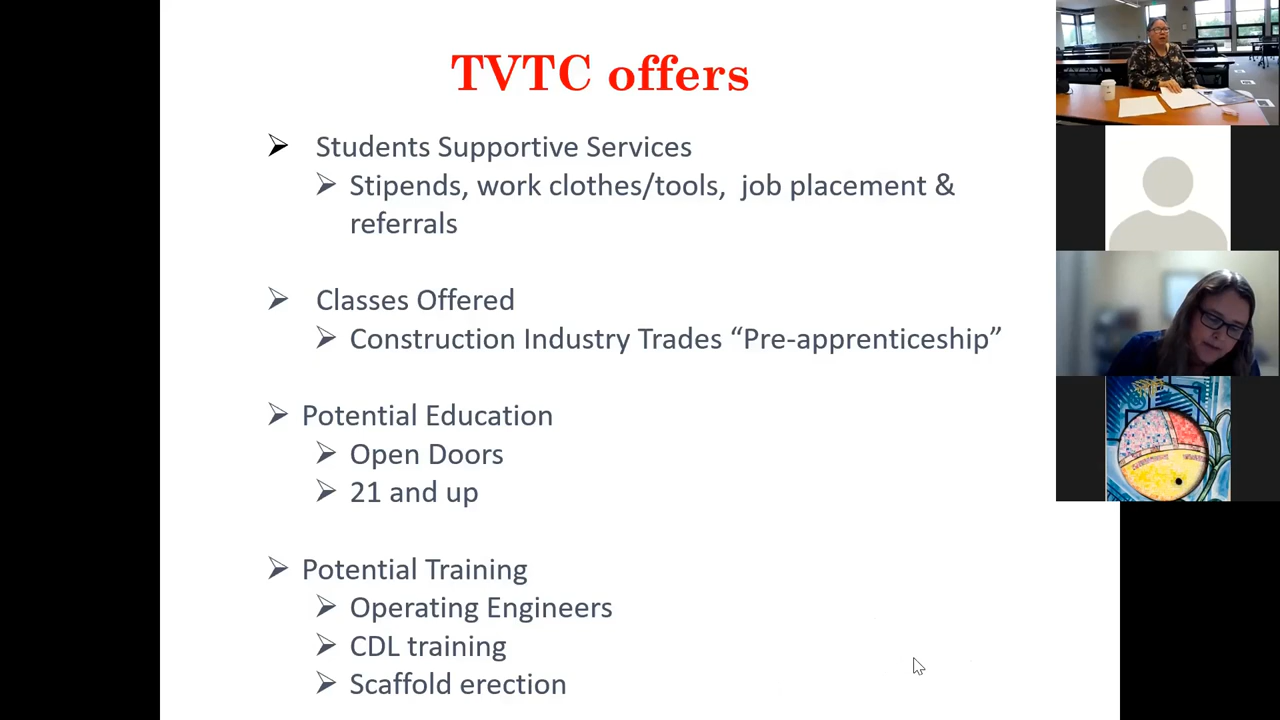 TVTC offers
Students Supportive Services
Stipends, work clothes/tools, job placement &
referrals
Classes Offered
Construction Industry Trades “Pre-apprenticeship”
Potential Education
Open Doors
21 and up
Potential Training
Operating Engineers
CDL training
Scaffold erection